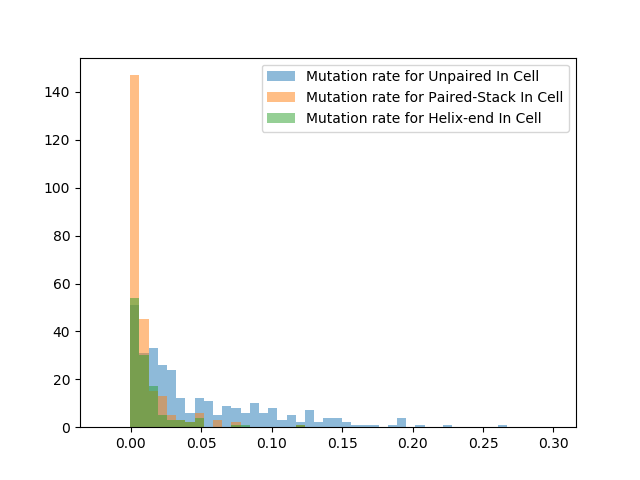 Mutation rate for Unpaired In Cell
Mutation rate for Paired-Stack In Cell
Mutation rate for Helix-end In Cell
140
120
100
80
60
40
20
0
0.00 0.05 0.10 0.15 0.20 0.25 0.30